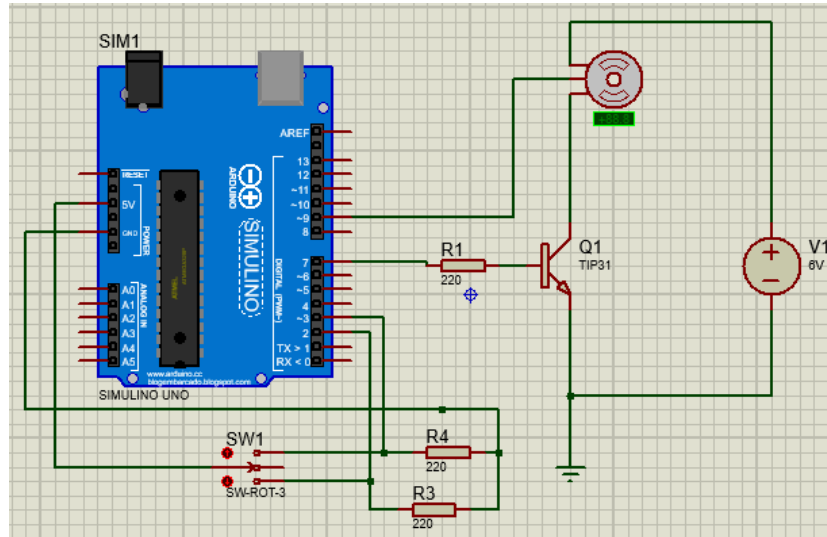 SIM1
AREF
RESET
5V
GND
POWER
A0
A1
A2
A3
A4
A5
ANALOG IN
ARDUINO
SIMULINO
13
12
~11
~10
~9
8
7
~6
~5
4
~3
2
TX > 1
RX < 0
DIGITAL (PWM~)
www.arduino.cc
blogembarcado.blogspot.com
SIMULINO UNO
+88.8
R1
220
Q1
TIP31
V1
6V
SW1
SW-ROT-3
R4
220
R3
220